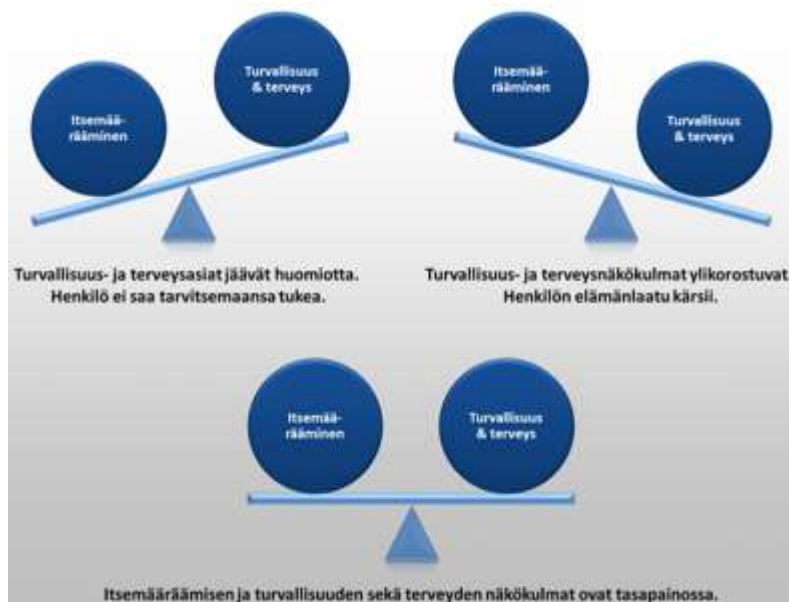 Itsemää-
rääminen
Turvallisuus
& terveys
Turvallisuus- ja terveysasiat jäävät huomiotta.
Henkilö ei saa tarvitsemaansa tukea.
Itsemää-
rääminen
Turvallisuus
& terveys
Turvallisuus- ja terveysnäkökulmat ylikorostuvat
Henkilön elämänlaatu kärsii.
Itsemää-
rääminen
Turvallisuus
& terveys
Itsemääräämisen ja turvallisuuden sekä terveyden näkökulmat ovat tasapainossa.